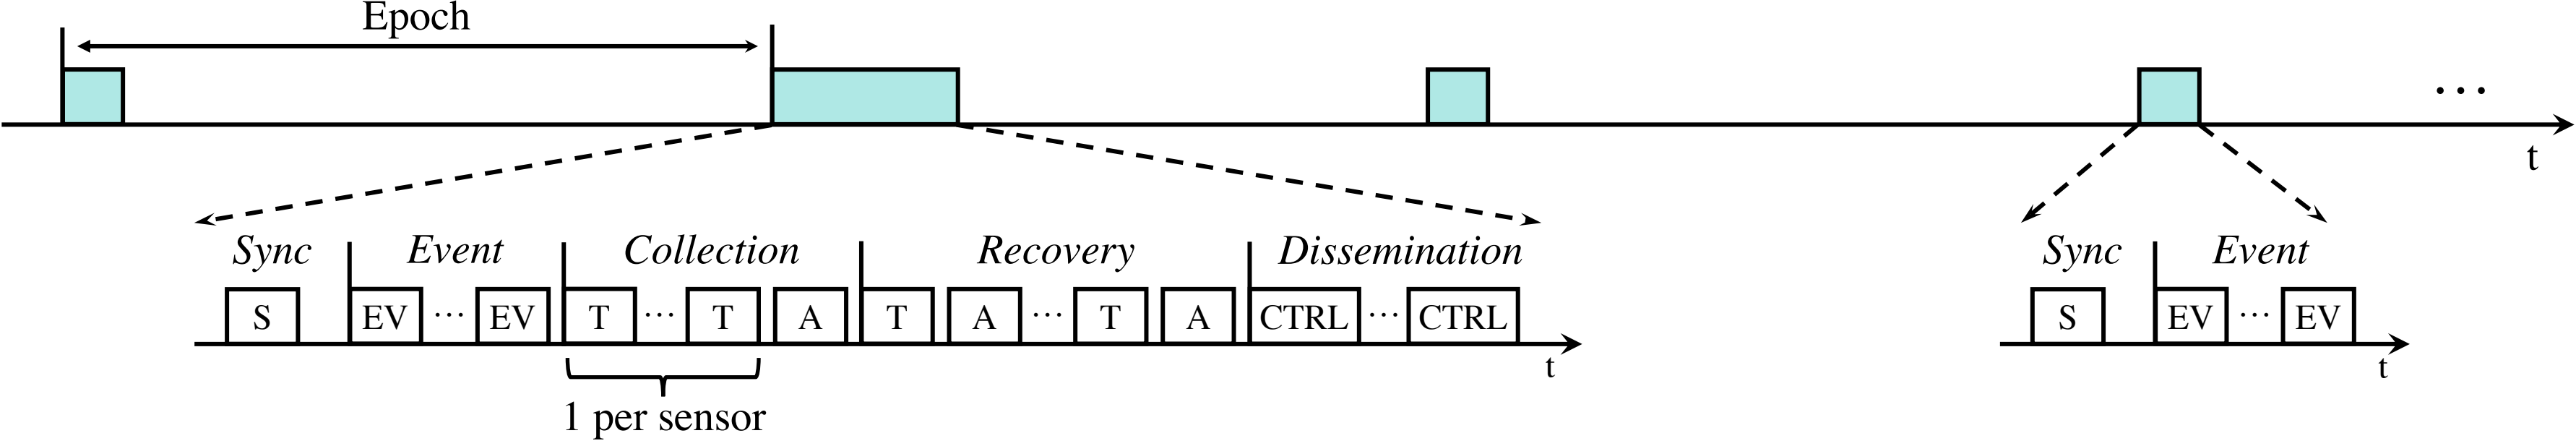 Epoch
...
t
Sync Event Collection Recovery Dissemination
S EV ... EV T ... T A T A ... T A CTRL ... CTRL
t
1 per sensor
Sync Event
S EV ... EV
t